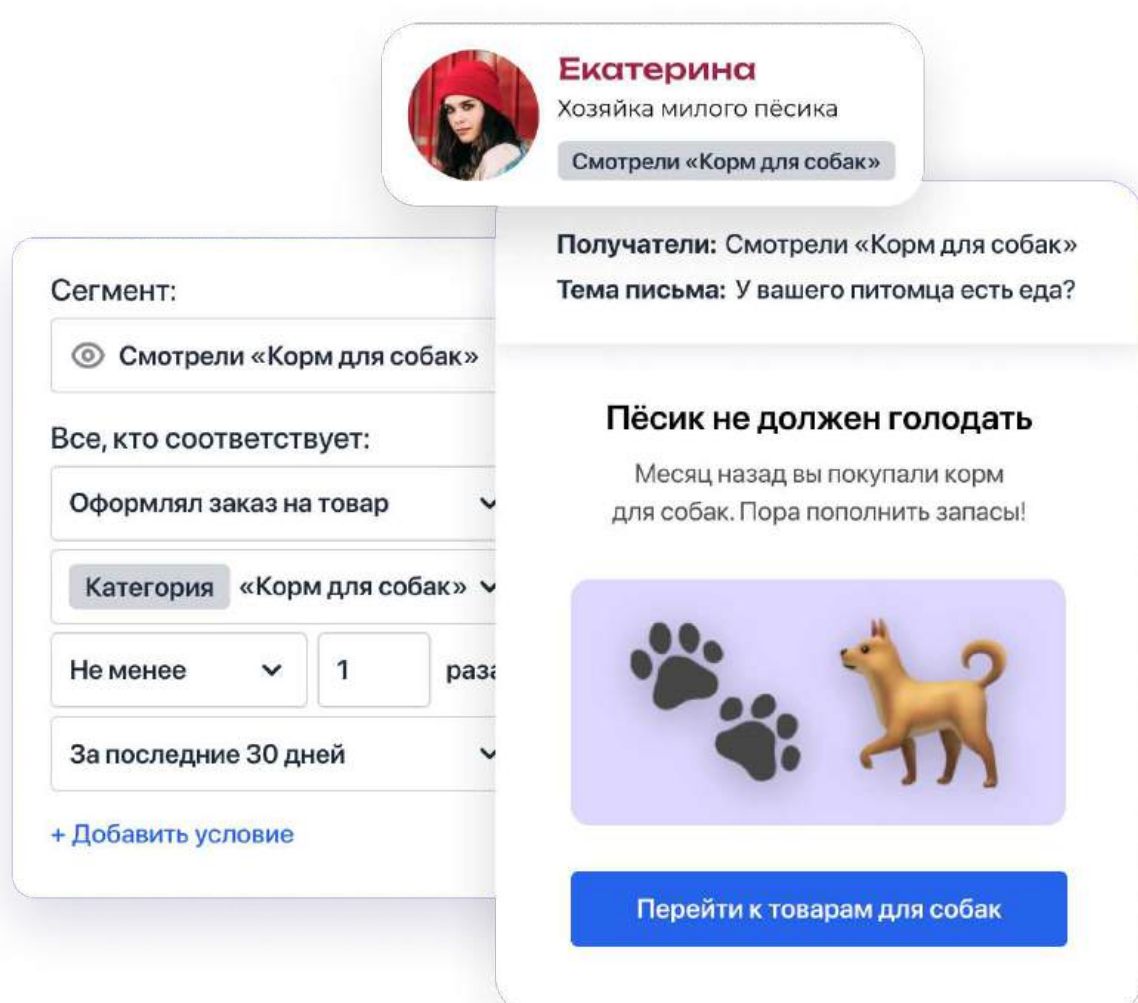 Екатерина
Хозяйка милого пёсика
Смотрели «Корм для собак»
Получатели: Смотрели «Корм для собак»
Тема письма: У вашего питомца есть еда?
Сегмент:
Смотрели «Корм для собак»
Все, кто соответствует:
Оформлял заказ на товар
Категория «Корм для собак»
Не менее 1 раза
За последние 30 дней
+ Добавить условие
Пёсик не должен голодать
Месяц назад вы покупали корм
для собак. Пора пополнить запасы!
Перейти к товарам для собак